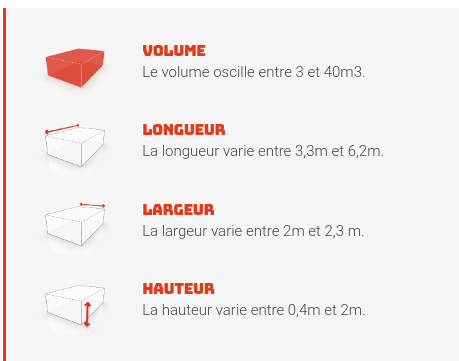 VOLUME
Le volume oscille entre 3 et 40m3.
LONGUEUR
La longueur varie entre 3,3m et 6,2m.
LARGEUR
La largeur varie entre 2m et 2,3 m.
HAUTEUR
La hauteur varie entre 0,4m et 2m.